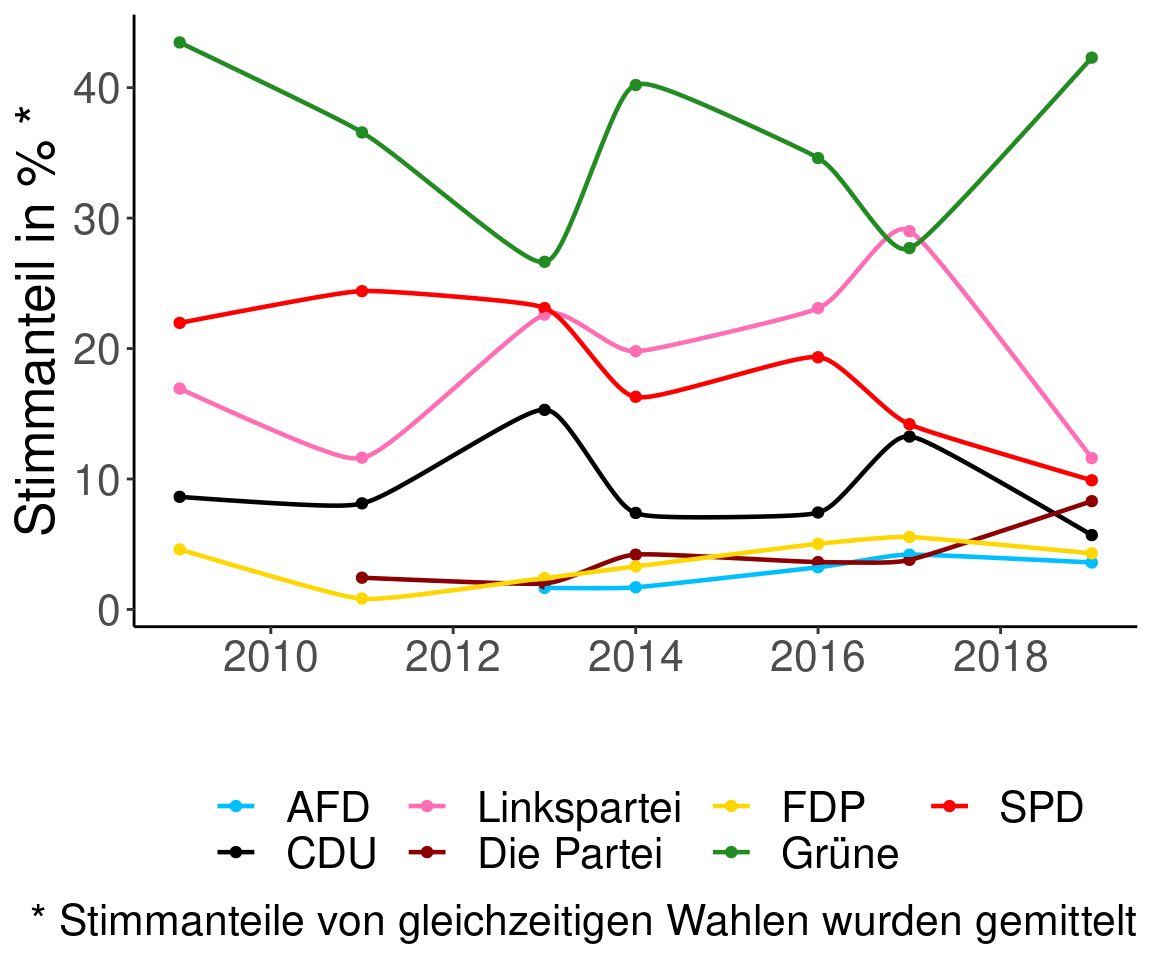 Stimmanteil in % *
40
30
20
10
0
2010 2012 2014 2016 2018
AFD Linkspartei FDP SPD
CDU Die Partei Grüne
* Stimmanteile von gleichzeitigen Wahlen wurden gemittelt